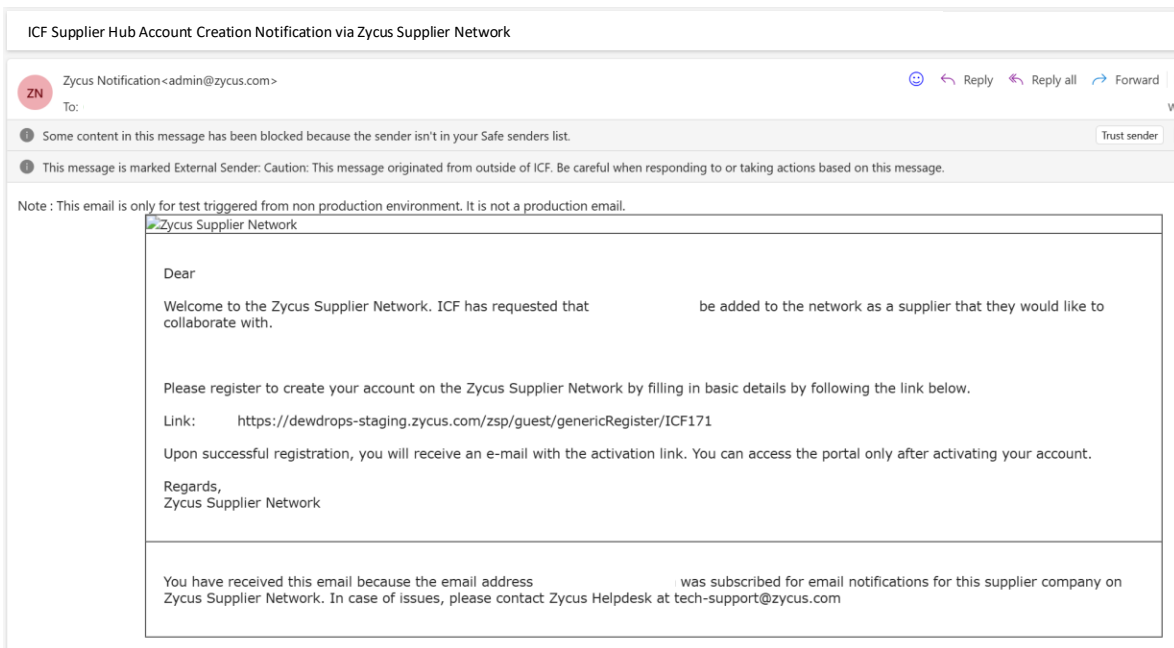 ICF Supplier Hub Account Creation Notification via Zycus Supplier Network
ZN
Zycus Notification<admin@zycus.com>
Reply
Reply all
Forward
To:
W
Some content in this message has been blocked because the sender isn't in your Safe senders list.
Trust sender
This message is marked External Sender: Caution: This message originated from outside of ICF. Be careful when responding to or taking actions based on this message.
Note : This email is only for test triggered from non production environment. It is not a production email.
Zycus Supplier Network
Dear
Welcome to the Zycus Supplier Network. ICF has requested that be added to the network as a supplier that they would like to
collaborate with.
Please register to create your account on the Zycus Supplier Network by filling in basic details by following the link below.
Link: https://dewdrops-staging.zycus.com/zsp/guest/genericRegister/ICF171
Upon successful registration, you will receive an e-mail with the activation link. You can access the portal only after activating your account.
Regards,
Zycus Supplier Network
You have received this email because the email address was subscribed for email notifications for this supplier company on
Zycus Supplier Network. In case of issues, please contact Zycus Helpdesk at tech-support@zycus.com